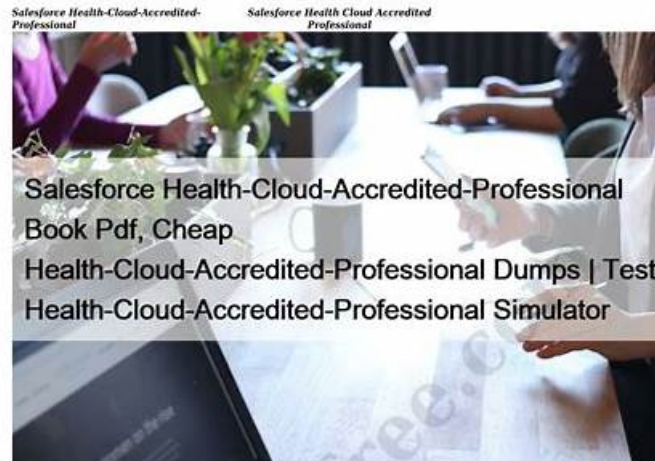 Salesforce Health-Cloud-Accredited-
Professional
Salesforce Health Cloud Accredited
Professional
Salesforce Health-Cloud-Accredited-Professional
Book Pdf, Cheap
Health-Cloud-Accredited-Professional Dumps | Test
Health-Cloud-Accredited-Professional Simulator